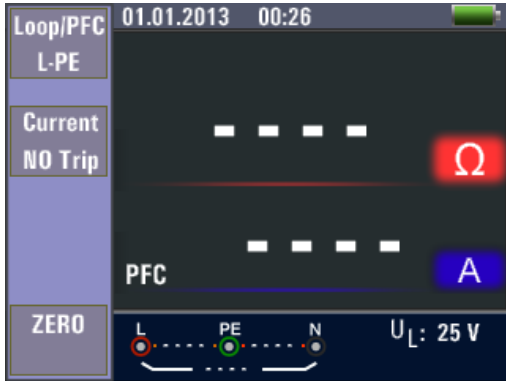 Loop/PFC
L-PE
01.01.2013 00:26
Current
NO Trip
- - - -
Ω
- - - -
PFC
A
ZERO
L PE N
UL: 25 V